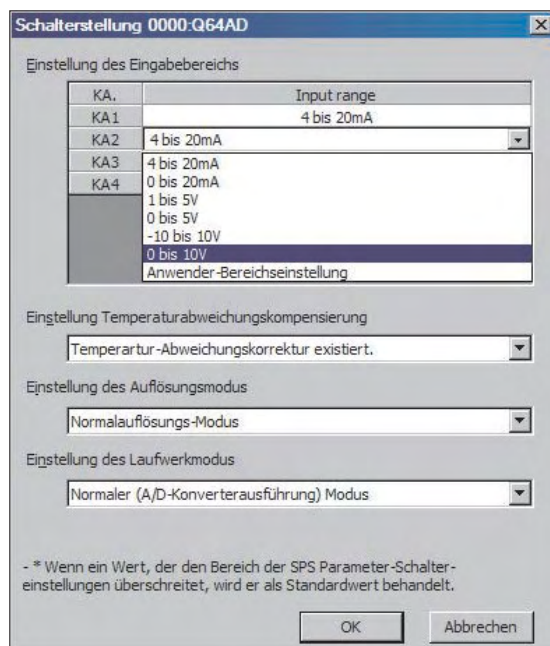 Schalterstellung 0000:Q64AD
Einstellung des Eingabebereichs
KA. Input range
KA1 4 bis 20mA
KA2 4 bis 20mA
KA3 4 bis 20mA
0 bis 20mA
KA4 1 bis 5V
0 bis 5V
-10 bis 10V
0 bis 10V
Anwender-Bereichseinstellung
Einstellung Temperaturabweichungskompensierung
Temperartur-Abweichungskorrektur existiert.
Einstellung des Auflösungsmodus
Normalauflösungs-Modus
Einstellung des Laufwerkmodus
Normaler (A/D-Konverterausführung) Modus
- * Wenn ein Wert, der den Bereich der SPS Parameter-Schalter-
einstellungen überschreitet, wird er als Standardwert behandelt.
OK Abbrechen